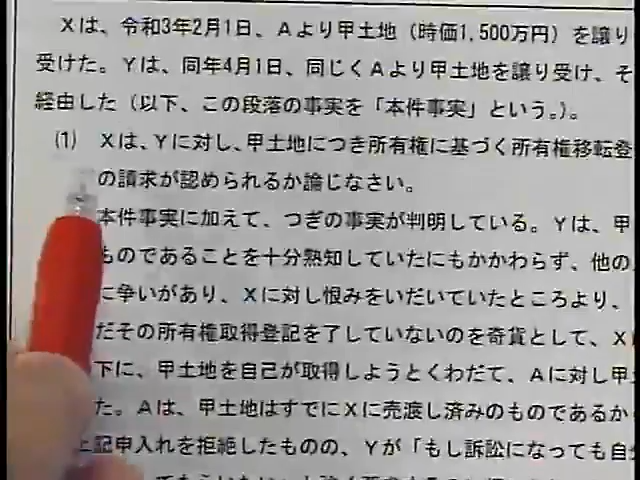 Xは、令和3年2月1日、Aより甲土地（時価1,500万円）を譲り
受けた。Yは、同年4月1日、同じくAより甲土地を譲り受け、そ
経由した（以下、この段落の事実を「本件事実」という。）。
(1) Xは、Yに対し、甲土地につき所有権に基づく所有権移転登
の請求が認められるか論じなさい。
本件事実に加えて、つぎの事実が判明している。Yは、甲
ものであることを十分熟知していたにもかかわらず、他の
に争いがあり、Xに対し恨みをいだいていたところより、
だその所有権取得登記を了していないのを奇貨として、X
下に、甲土地を自己が取得しようとくわだて、Aに対し甲
た。Aは、甲土地はすでにXに売渡し済みのものであるか
上記申入れを拒絶したものの、Yが「もし訴訟になっても自